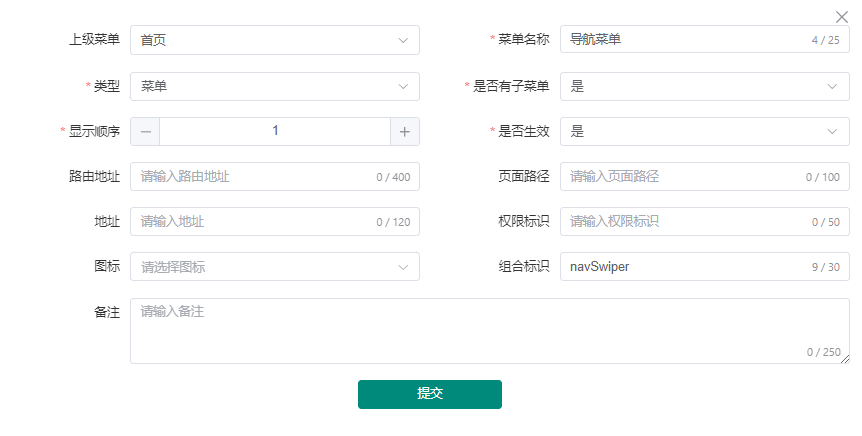 上级菜单 首页 * 菜单名称 导航菜单 4 / 25
* 类型 菜单 * 是否有子菜单 是
* 显示顺序 1 * 是否生效 是
路由地址 请输入路由地址 0 / 400 页面路径 请输入页面路径 0 / 100
地址 请输入地址 0 / 120 权限标识 请输入权限标识 0 / 50
图标 请选择图标 组合标识 navSwiper 9 / 30
备注 请输入备注
0 / 250
提交